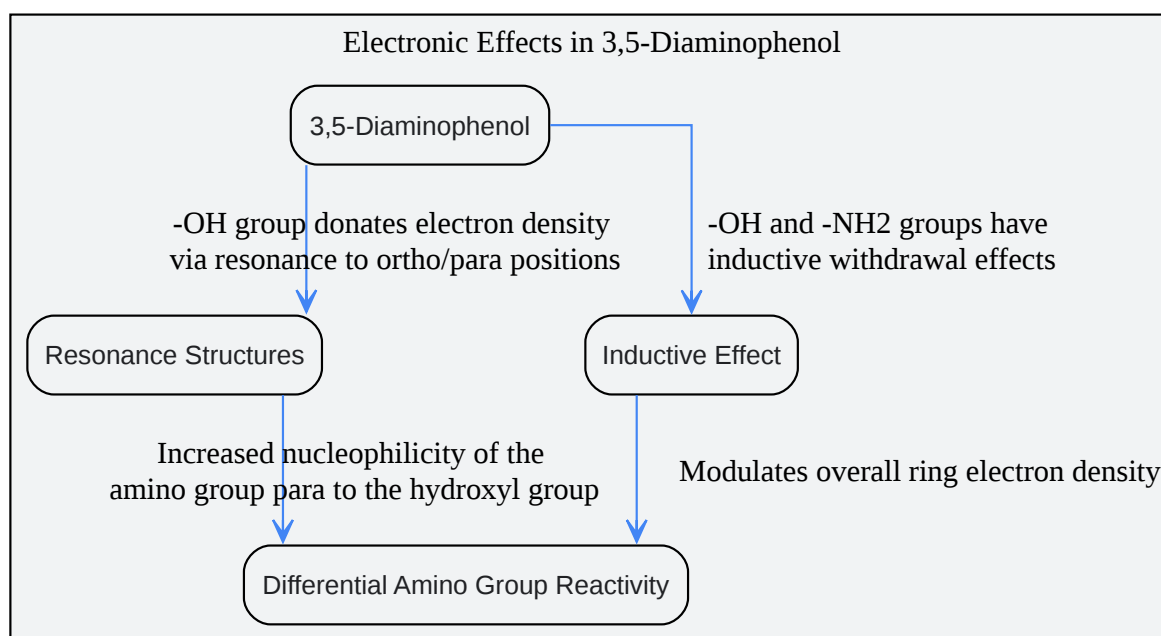 Electronic Effects in 3,5-Diaminophenol
3,5-Diaminophenol
-OH group donates electron density
via resonance to ortho/para positions
-OH and -NH2 groups have
inductive withdrawal effects
Resonance Structures
Inductive Effect
Increased nucleophilicity of the
amino group para to the hydroxyl group
Modulates overall ring electron density
Differential Amino Group Reactivity